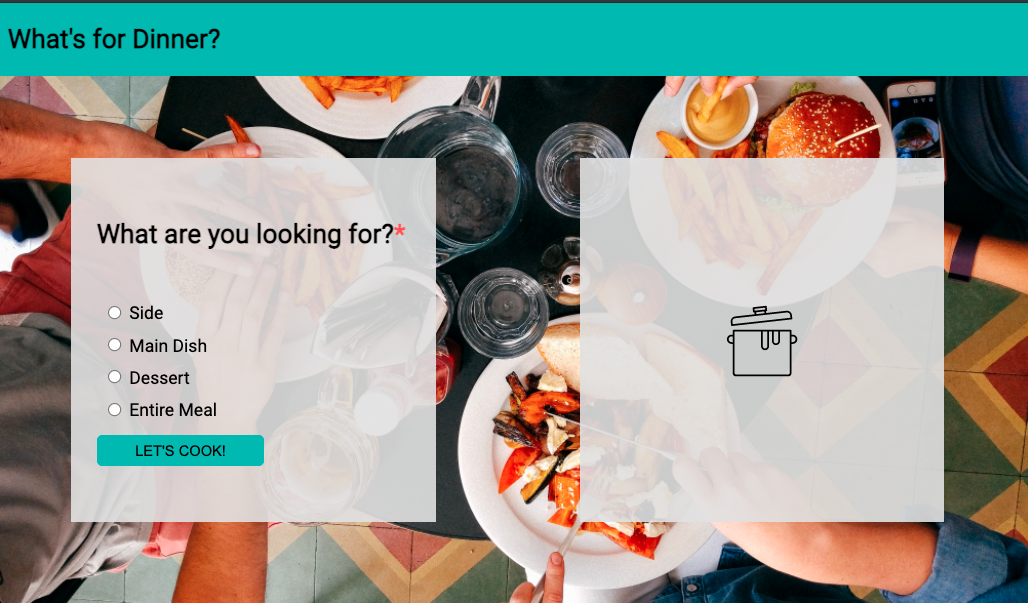 What's for Dinner?
What are you looking for?*
Side
Main Dish
Dessert
Entire Meal
LET'S COOK!